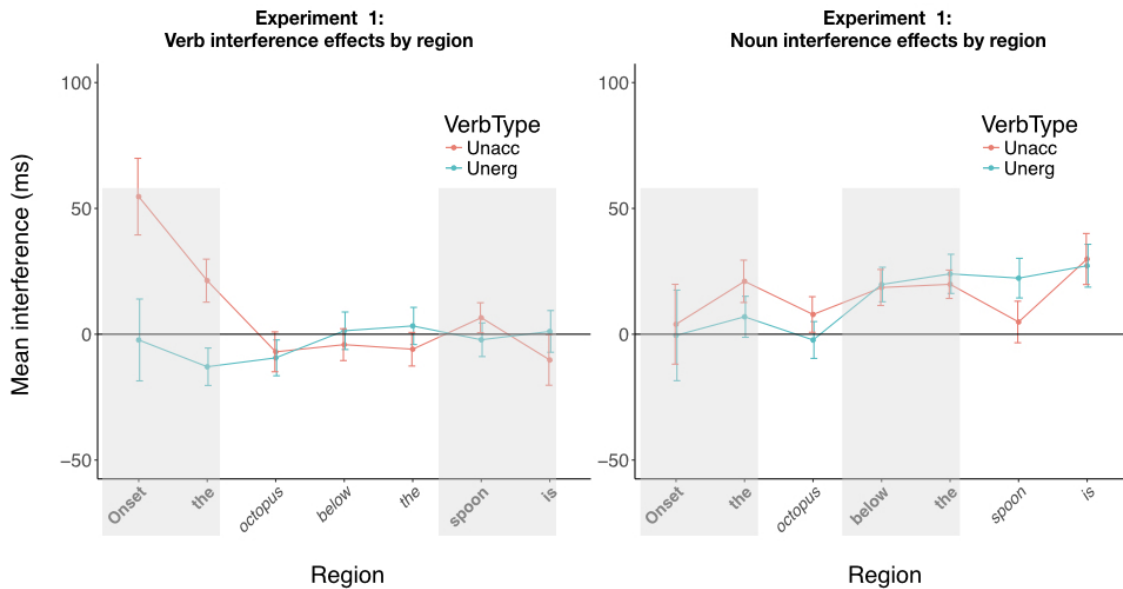 Experiment 1:
Verb interference effects by region
Experiment 1:
Noun interference effects by region
Mean interference (ms)
100
50
0
−50
VerbType
Unacc
Unerg
Onset
the
octopus
below
the
spoon
is
Region
100
50
0
−50
VerbType
Unacc
Unerg
Onset
the
octopus
below
the
spoon
is
Region